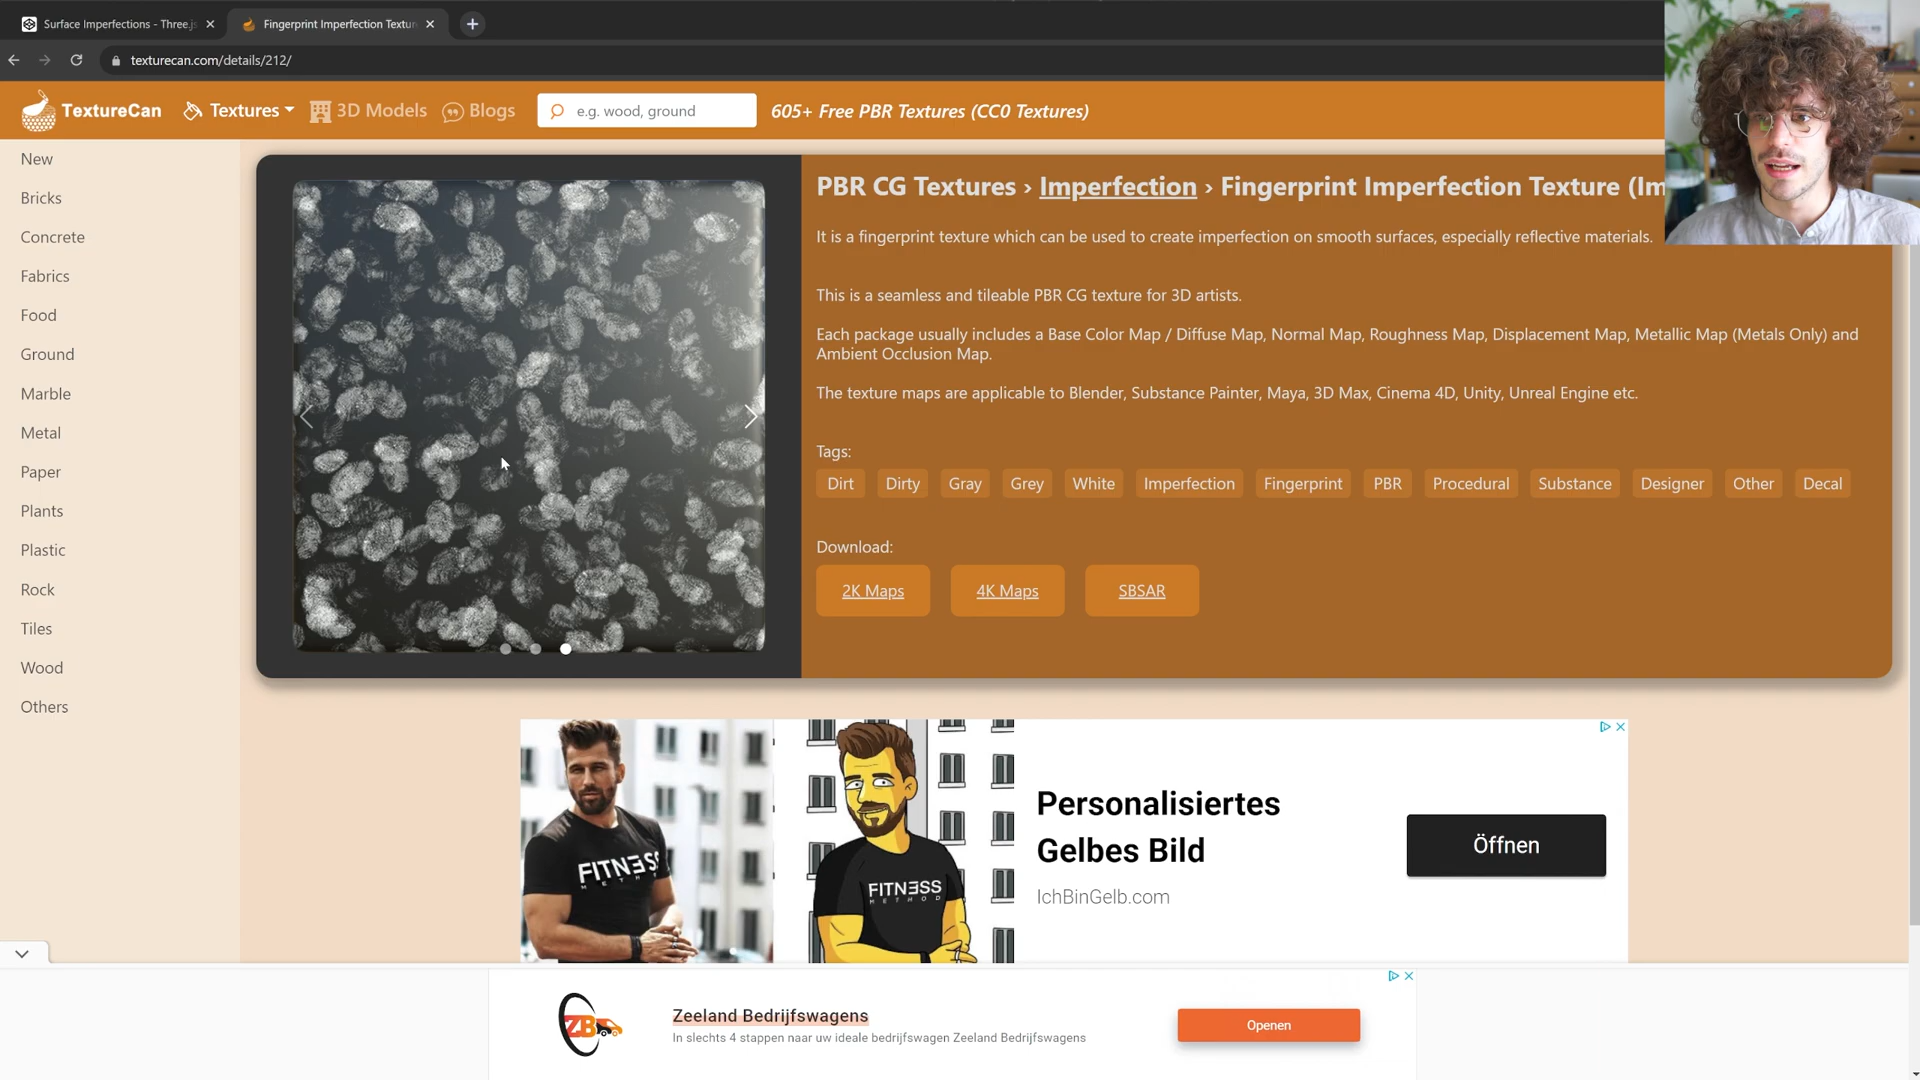 Surface Imperfections - Three.js
Fingerprint Imperfection Textur
texturecan.com/details/212/
TextureCan
Textures
3D Models
Blogs
e.g. wood, ground
605+ Free PBR Textures (CC0 Textures)
New
Bricks
Concrete
Fabrics
Food
Ground
Marble
Metal
Paper
Plants
Plastic
Rock
Tiles
Wood
Others
PBR CG Textures › Imperfection › Fingerprint Imperfection Texture (Im
It is a fingerprint texture which can be used to create imperfection on smooth surfaces, especially reflective materials.
This is a seamless and tileable PBR CG texture for 3D artists.
Each package usually includes a Base Color Map / Diffuse Map, Normal Map, Roughness Map, Displacement Map, Metallic Map (Metals Only) and
Ambient Occlusion Map.
The texture maps are applicable to Blender, Substance Painter, Maya, 3D Max, Cinema 4D, Unity, Unreal Engine etc.
Tags:
Dirt Dirty Gray Grey White Imperfection Fingerprint PBR Procedural Substance Designer Other Decal
Download:
2K Maps 4K Maps SBSAR
FITNESS
METHOD
FITNESS
METHOD
Personalisiertes
Gelbes Bild
IchBinGelb.com
Öffnen
ZB
Zeeland Bedrijfswagens
In slechts 4 stappen naar uw ideale bedrijfswagen Zeeland Bedrijfswagens
Openen